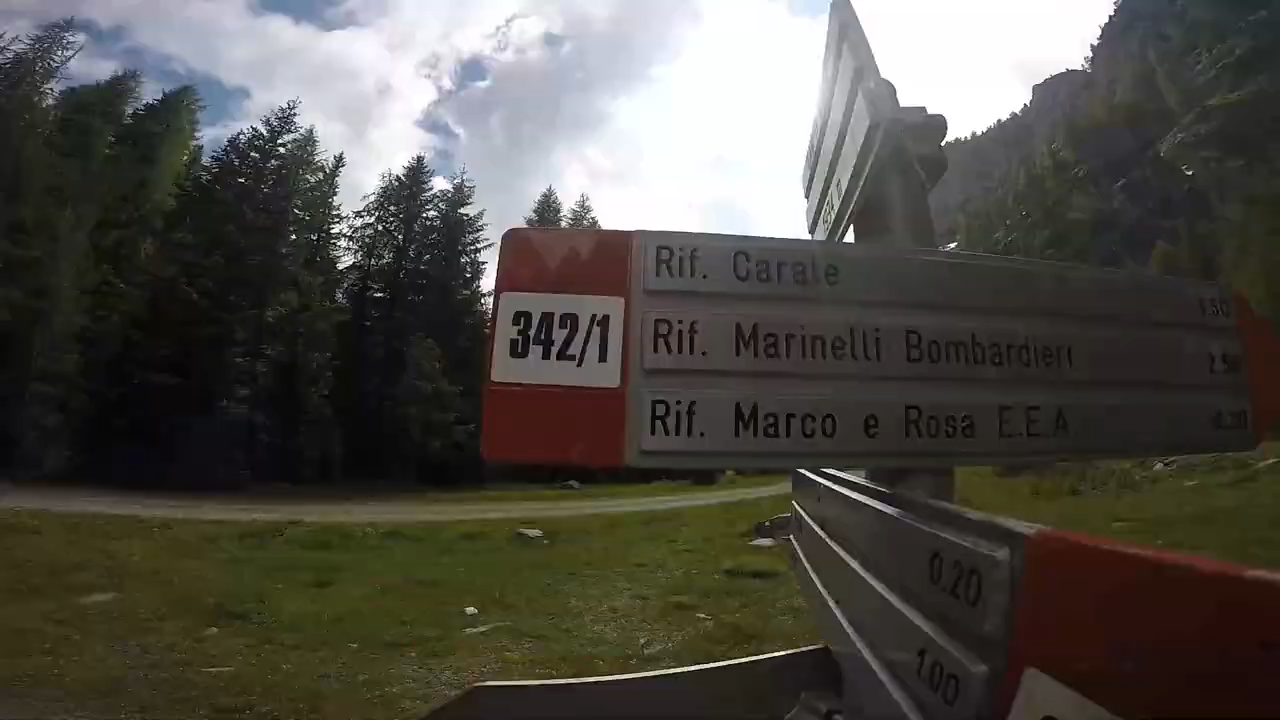 342/1
Rif. Carate
Rif. Marinelli Bombardieri
Rif. Marco e Rosa E.E.A.
0.20
1.00